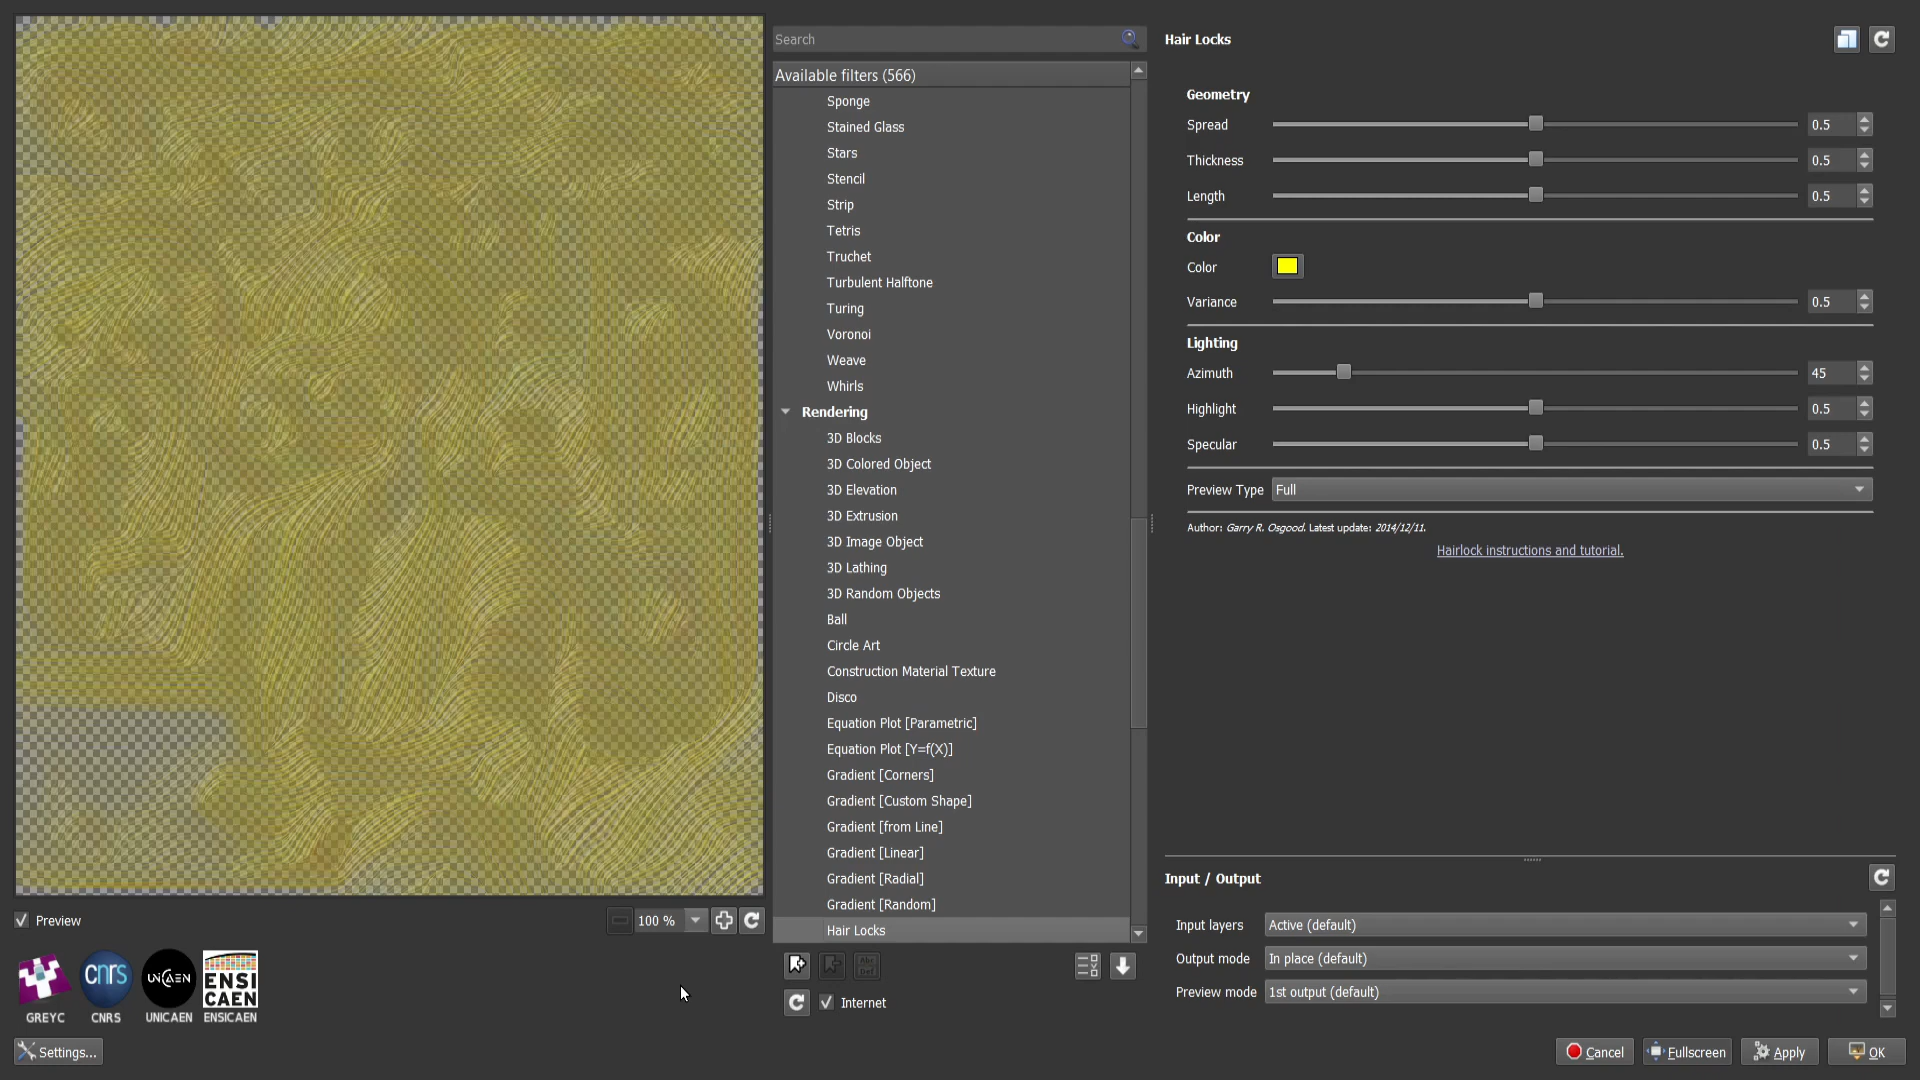 Search
Available filters (566)
Sponge
Stained Glass
Stars
Stencil
Strip
Tetris
Truchet
Turbulent Halftone
Turing
Voronoi
Weave
Whirls
Rendering
3D Blocks
3D Colored Object
3D Elevation
3D Extrusion
3D Image Object
3D Lathing
3D Random Objects
Ball
Circle Art
Construction Material Texture
Disco
Equation Plot [Parametric]
Equation Plot [Y=f(X)]
Gradient [Corners]
Gradient [Custom Shape]
Gradient [from Line]
Gradient [Linear]
Gradient [Radial]
Gradient [Random]
Hair Locks
Internet
Hair Locks
Geometry
Spread 0.5
Thickness 0.5
Length 0.5
Color
Color
Variance 0.5
Lighting
Azimuth 45
Highlight 0.5
Specular 0.5
Preview Type Full
Author: Garry R. Osgood. Latest update: 2014/12/11.
Hairlock instructions and tutorial.
Input / Output
Input layers Active (default)
Output mode In place (default)
Preview mode 1st output (default)
Preview
100 %
cnrs
UNICAEN
ENSI
CAEN
GREYC CNRS UNICAEN ENSICAEN
Settings...
Cancel Fullscreen Apply OK